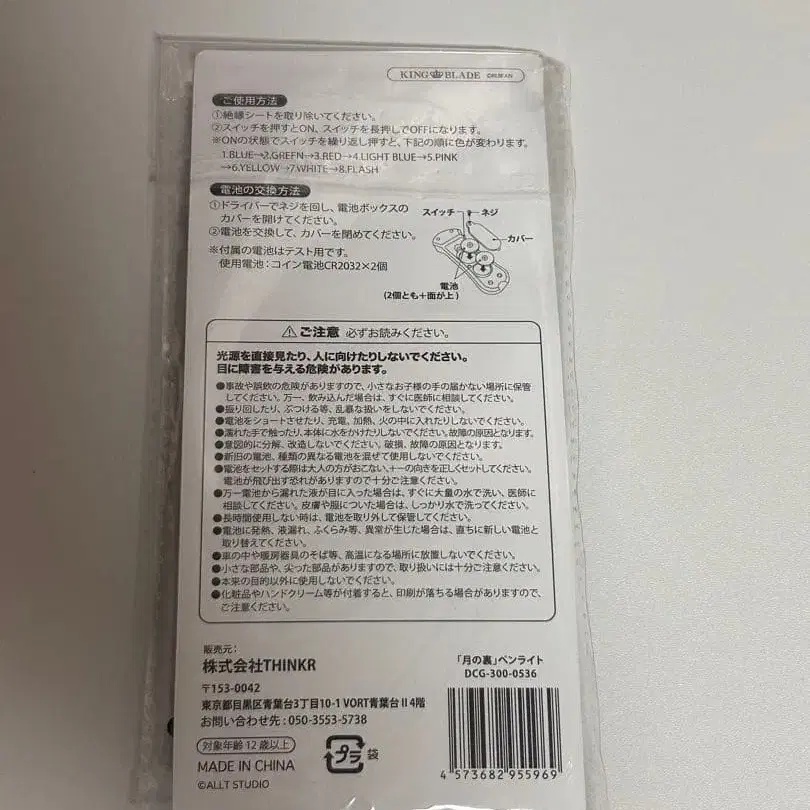 KING BLADE
ご使用方法
①絶縁シートを取り除いてください。
②スイッチを押すとON、スイッチを長押しでOFFになります。
※ONの状態でスイッチを繰り返し押すと、下記の順に色が変わります。
1.BLUE→2.GREEN→3.RED→4.LIGHT BLUE→5.PINK
→6.YELLOW→7.WHITE→8.FLASH
電池の交換方法
①ドライバーでネジを回し、電池ボックスの
カバーを開けてください。
②電池を交換して、カバーを閉めてください。
※付属の電池はテスト用です。
使用電池：コイン電池CR2032×2個
スイッチ
ネジ
カバー
電池
(2個とも＋面が上)
⚠ご注意 必ずお読みください。
光源を直接見たり、人に向けたりしないでください。
目に障害を与える危険があります。
●事故や誤飲の危険がありますので、小さなお子様の手の届かない場所に保管
してください。万一、飲み込んだ場合は、すぐに医師に相談してください。
●振り回したり、ぶつける等、乱暴な扱いをしないでください。
●電池をショートさせたり、充電、加熱、火の中に入れたりしないでください。
●濡れた手で触ったり、本体に水をかけたりしないでください。故障の原因となります。
●意図的に分解、改造しないでください。破損、故障の原因となります。
●新旧の電池、種類の異なる電池を混ぜて使用しないでください。
●電池をセットする際は大人の方がおこない、＋－の向きを正しくセットしてください。
電池が飛び出す恐れがありますので十分ご注意ください。
●万一電池から漏れた液が目に入った場合は、すぐに大量の水で洗い、医師に
相談してください。皮膚や服についた場合は、しっかり水で洗ってください。
●長時間使用しない時は、電池を取り外して保管してください。
●電池に発熱、液漏れ、ふくらみ等、異常が生じた場合は、直ちに新しい電池と
取り替えてください。
●車の中や暖房器具のそば等、高温になる場所に放置しないでください。
●小さな部品や、尖った部品がありますので、取り扱いには十分ご注意ください。
●本来の目的以外に使用しないでください。
●化粧品やハンドクリーム等が付着すると、印刷が落ちる場合がありますので、
ご注意ください。
販売元：
株式会社THINKR
〒153-0042
東京都目黒区青葉台3丁目10-1 VORT青葉台Ⅱ4階
お問い合わせ先：050-3553-5738
対象年齢12歳以上
MADE IN CHINA
©ALLT STUDIO
プラ
袋
「月の裏」ペンライト
DCG-300-0536
4 573682 955969